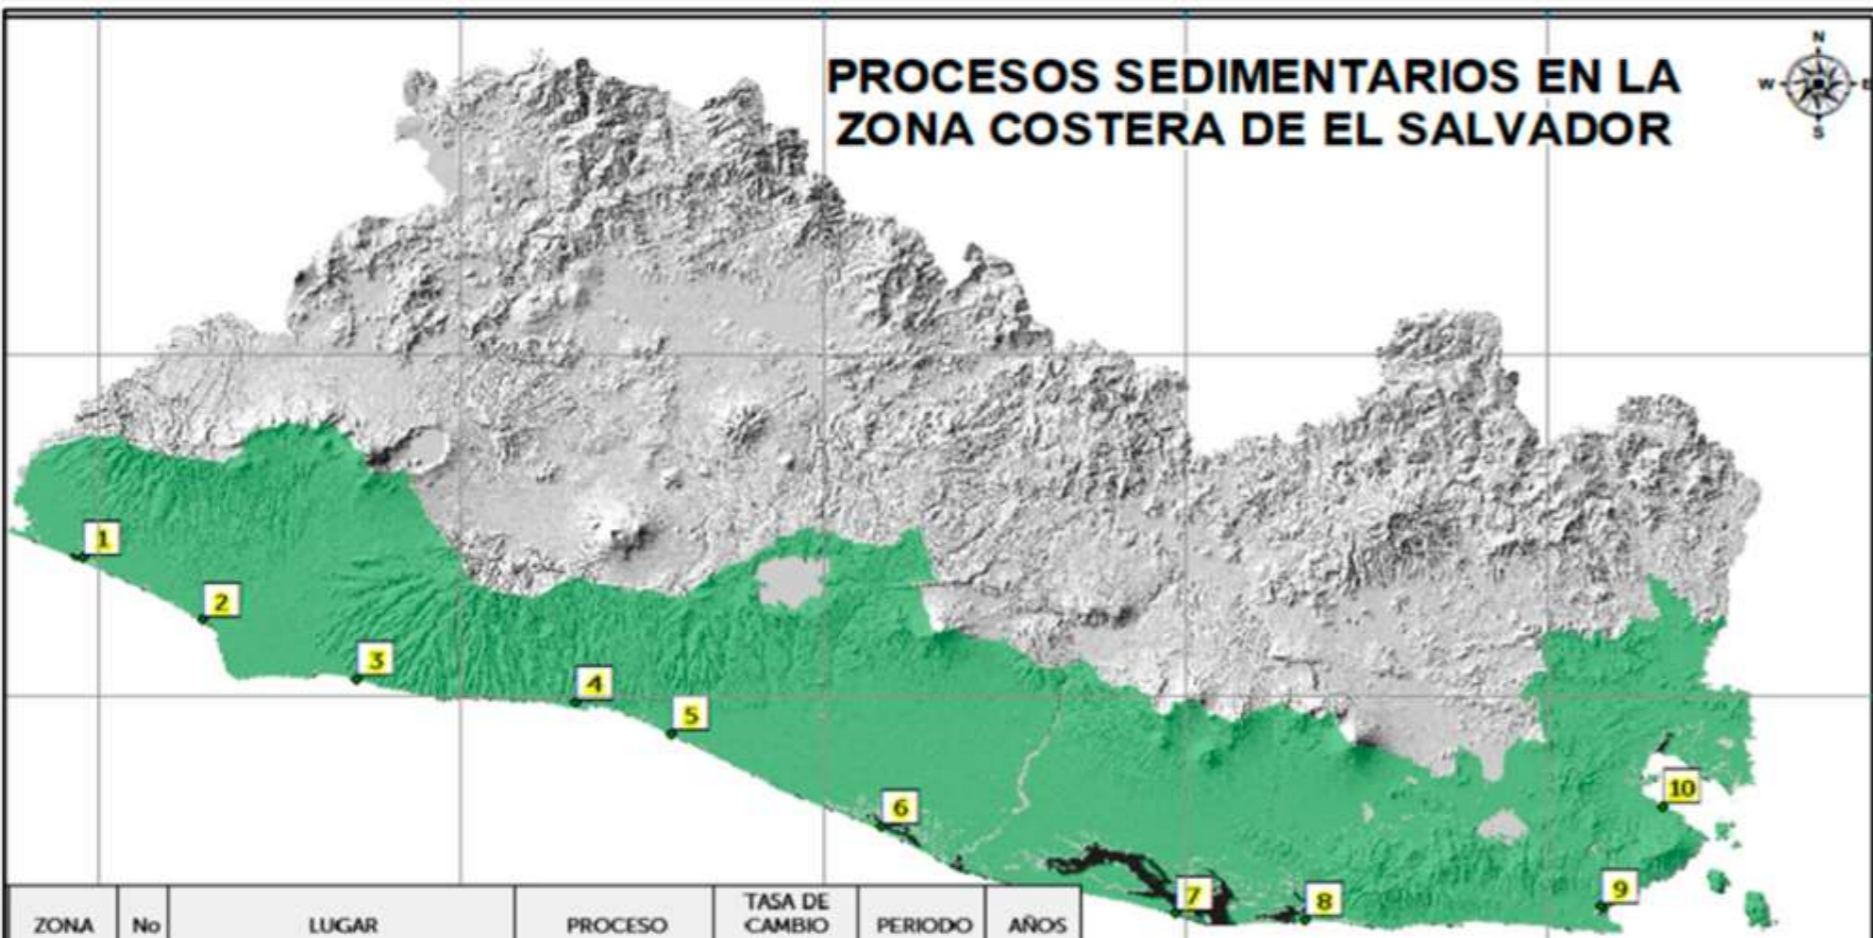 PROCESOS SEDIMENTARIOS EN LA
ZONA COSTERA DE EL SALVADOR
N
W E
S
1
2
3
4
5
6
7
8
9
10
ZONA No LUGAR PROCESO TASA DE CAMBIO PERIODO AÑOS